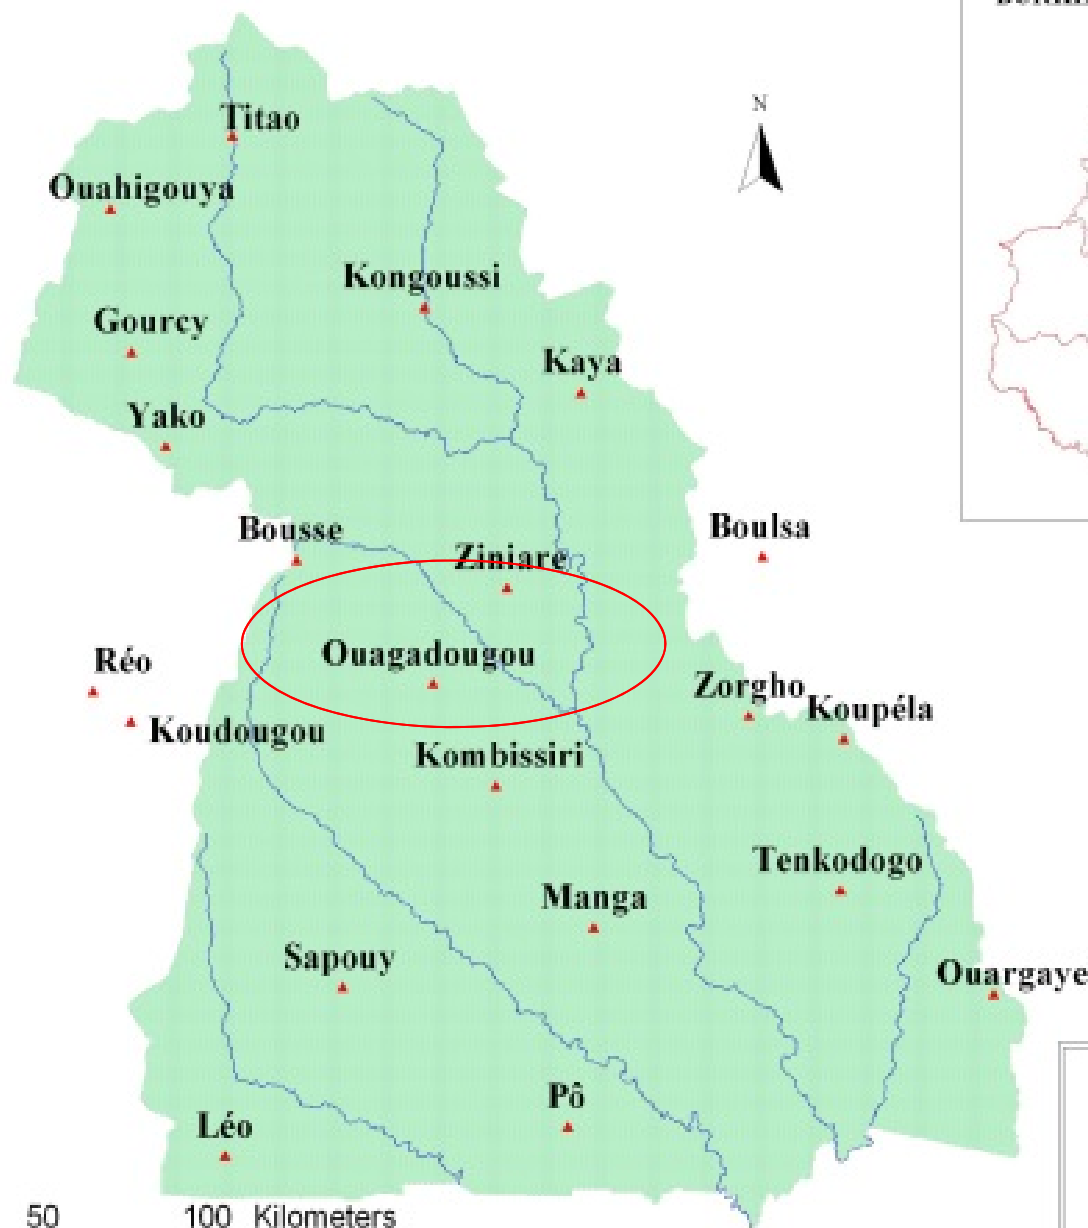 N
Titao
Ouahigouya
Kongoussi
Gourcy
Kaya
Yako
Bousse
Boulsa
Ziniare
Ouagadougou
Réo
Zorgho
Koupéla
Koudougou
Kombissiri
Tenkodogo
Manga
Sapouy
Ouargaye
Pô
Léo
50 100 Kilometers